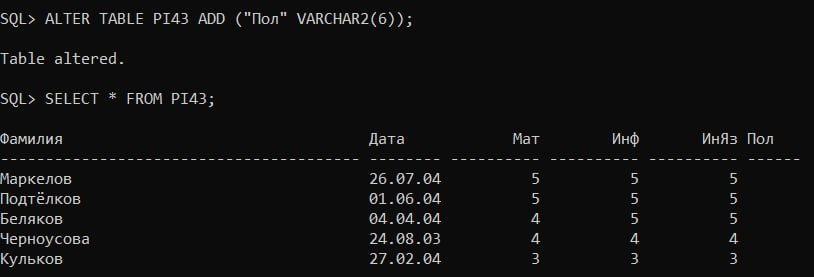 SQL> ALTER TABLE PI43 ADD ("Пол" VARCHAR2(6));
Table altered.
SQL> SELECT * FROM PI43;
Фамилия Дата Мат Инф ИнЯз Пол
---------------------------------------- -------- ---------- ---------- ---------- ------
Маркелов 26.07.04 5 5 5
Подтёлков 01.06.04 5 5 5
Беляков 04.04.04 4 5 5
Черноусова 24.08.03 4 4 4
Кульков 27.02.04 3 3 3